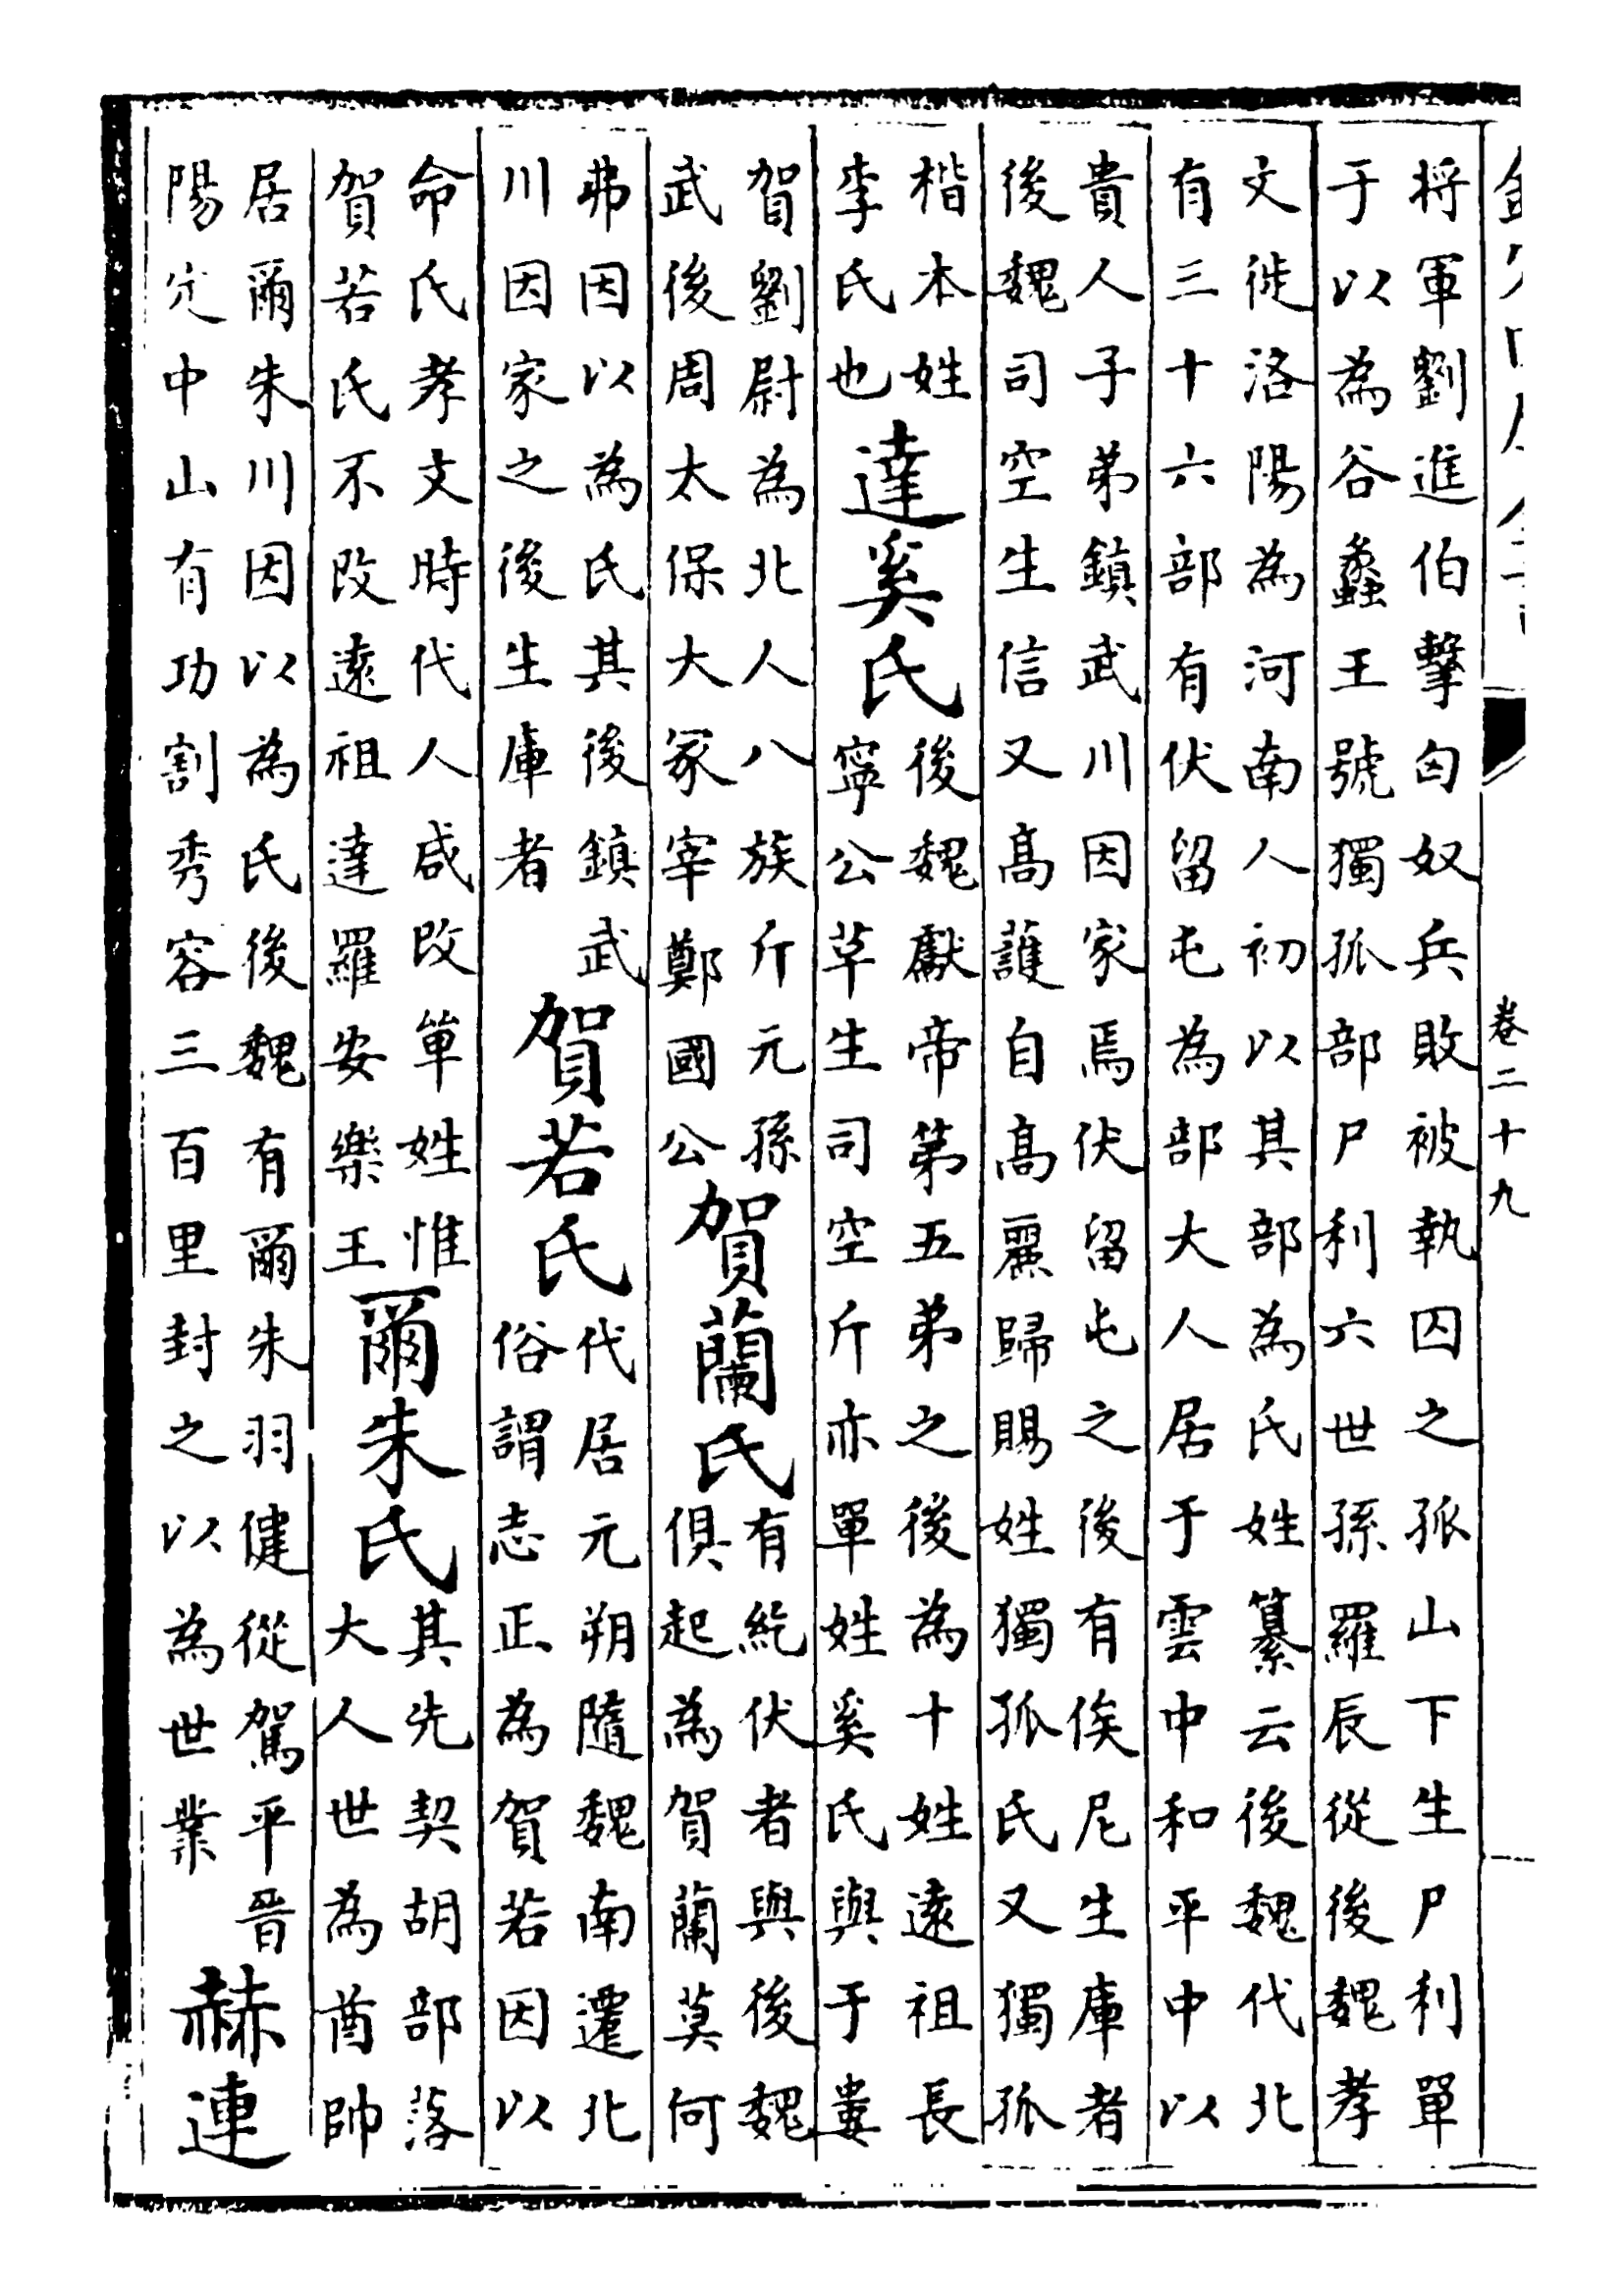 卷二十九
将軍劉進伯擊匈奴兵敗被執囚之孤山下生尸利單
于以為谷蠡王號獨孤部尸利六世孫羅辰從後魏孝
文徙洛陽為河南人初以其部為氏姓纂云後魏代北
有三十六部有伏留屯為部大人居于雲中和平中以
貴人子弟鎮武川因家焉伏留屯之後有俟尼生庫者
後魏司空生信又髙護自髙麗歸賜姓獨孤氏又獨孤
楷本姓
李氏也
達奚氏
後魏獻帝第五弟之後為十姓遠祖長
寧公草生司空斤亦單姓奚氏與于婁
賀劉尉為北人八族斤元孫
武後周太保大冢宰鄭國公
賀蘭氏
有紇伏者與後魏
俱起為賀蘭莫何
弗因以為氏其後鎮武
川因家之後生庫者
賀若氏
代居元朔隨魏南遷北
俗謂志正為賀若因以
命氏孝文時代人咸改單姓惟
賀若氏不改遠祖達羅安樂王
爾朱氏
其先契胡部落
大人世為酋帥
居爾朱川因以為氏後魏有爾朱羽健從駕平晉
陽定中山有功割秀容三百里封之以為世業
赫連